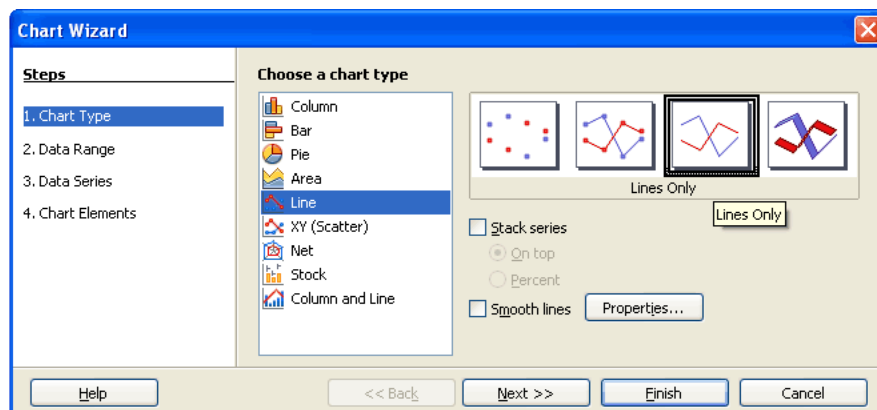 Chart Wizard
Steps
1. Chart Type
2. Data Range
3. Data Series
4. Chart Elements
Choose a chart type
Column
Bar
Pie
Area
Line
XY (Scatter)
Net
Stock
Column and Line
Lines Only
Lines Only
Stack series
On top
Percent
Smooth lines
Properties...
Help
<< Back
Next >>
Finish
Cancel